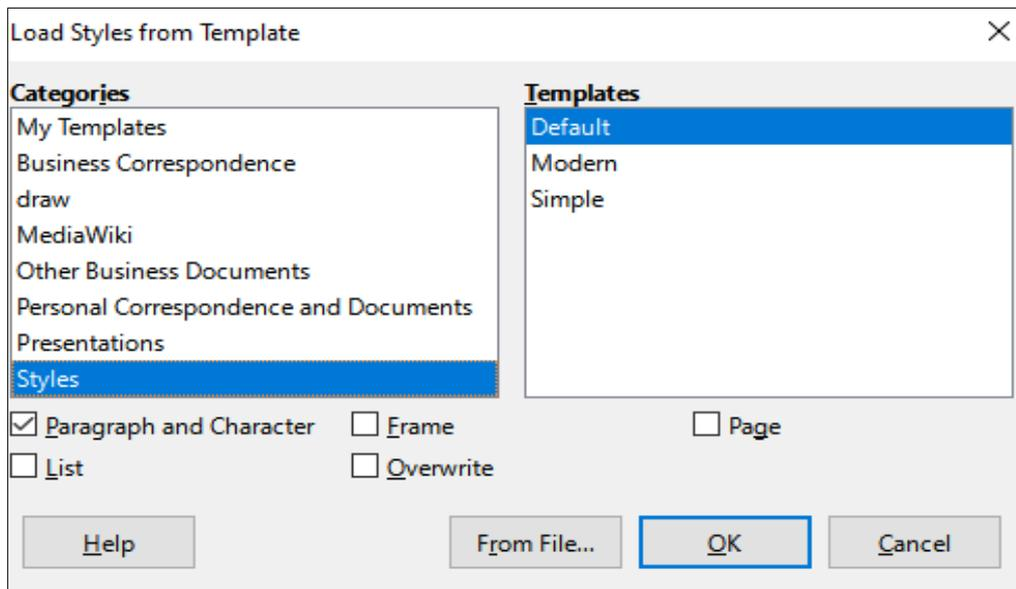 Load Styles from Template
Categories
My Templates
Business Correspondence
draw
MediaWiki
Other Business Documents
Personal Correspondence and Documents
Presentations
Styles
Templates
Default
Modern
Simple
Paragraph and Character
Frame
Page
List
Overwrite
Help
From File...
OK
Cancel